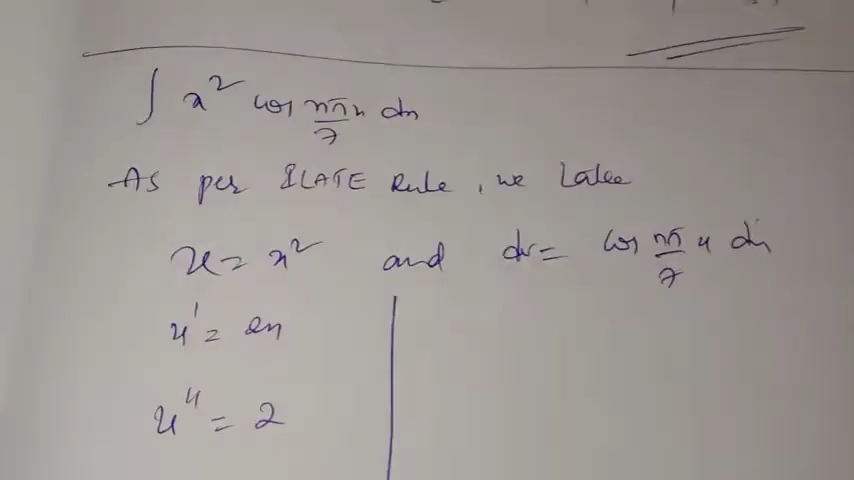 ∫ x² cos nπ/7 x dx
As per ILATE Rule, we take
u = x² and dv = cos nπ/7 x dx
u' = 2x
u'' = 2